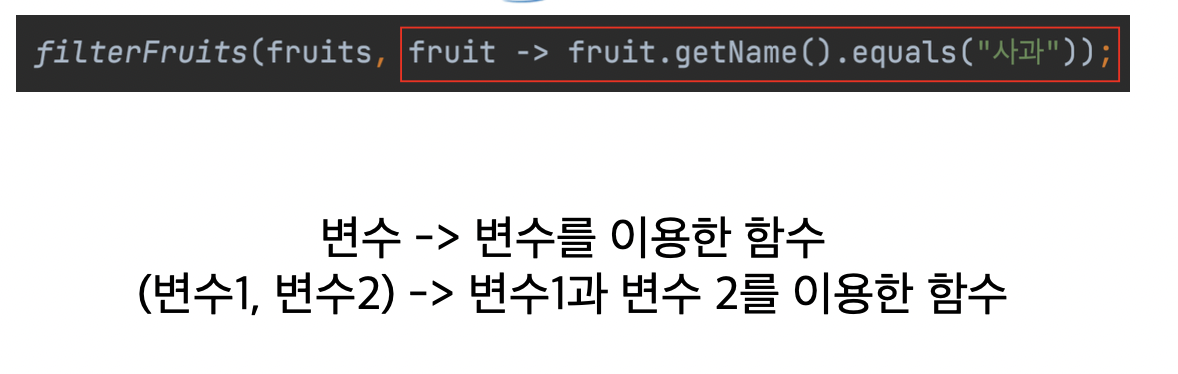 filterFruits(fruits, fruit -> fruit.getName().equals("사과"));
변수 -> 변수를 이용한 함수
(변수1, 변수2) -> 변수1과 변수 2를 이용한 함수